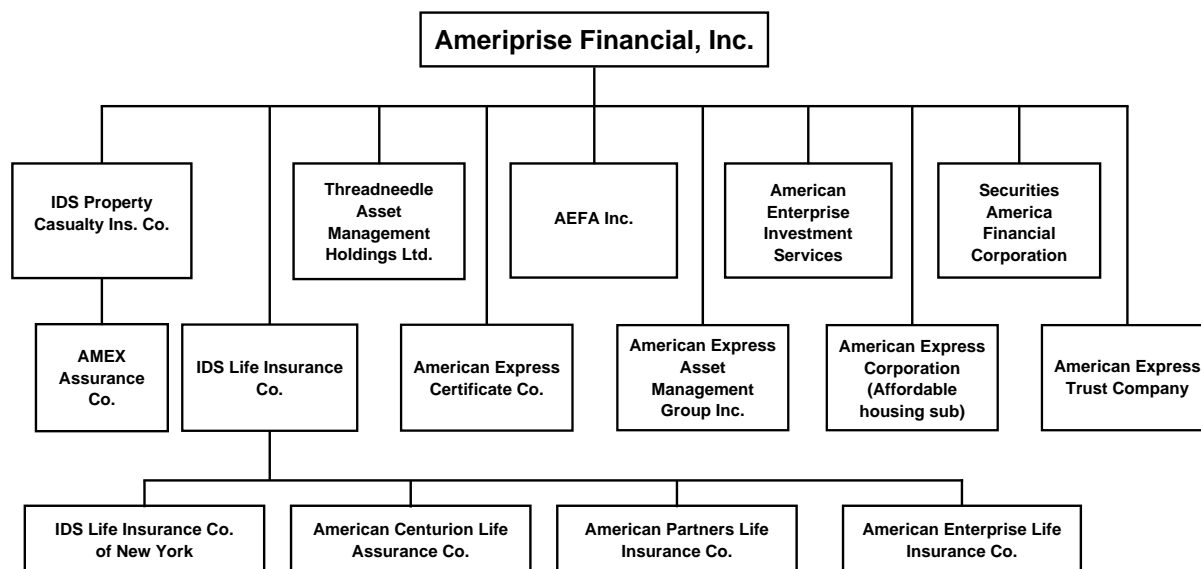 Ameriprise Financial, Inc.
IDS Property
Casualty Ins. Co.
Threadneedle
Asset
Management
Holdings Ltd.
AEFA Inc.
American
Enterprise
Investment
Services
Securities
America
Financial
Corporation
AMEX
Assurance
Co.
IDS Life Insurance
Co.
American Express
Certificate Co.
American Express
Asset
Management
Group Inc.
American Express
Corporation
(Affordable
housing sub)
American Express
Trust Company
IDS Life Insurance Co.
of New York
American Centurion Life
Assurance Co.
American Partners Life
Insurance Co.
American Enterprise Life
Insurance Co.